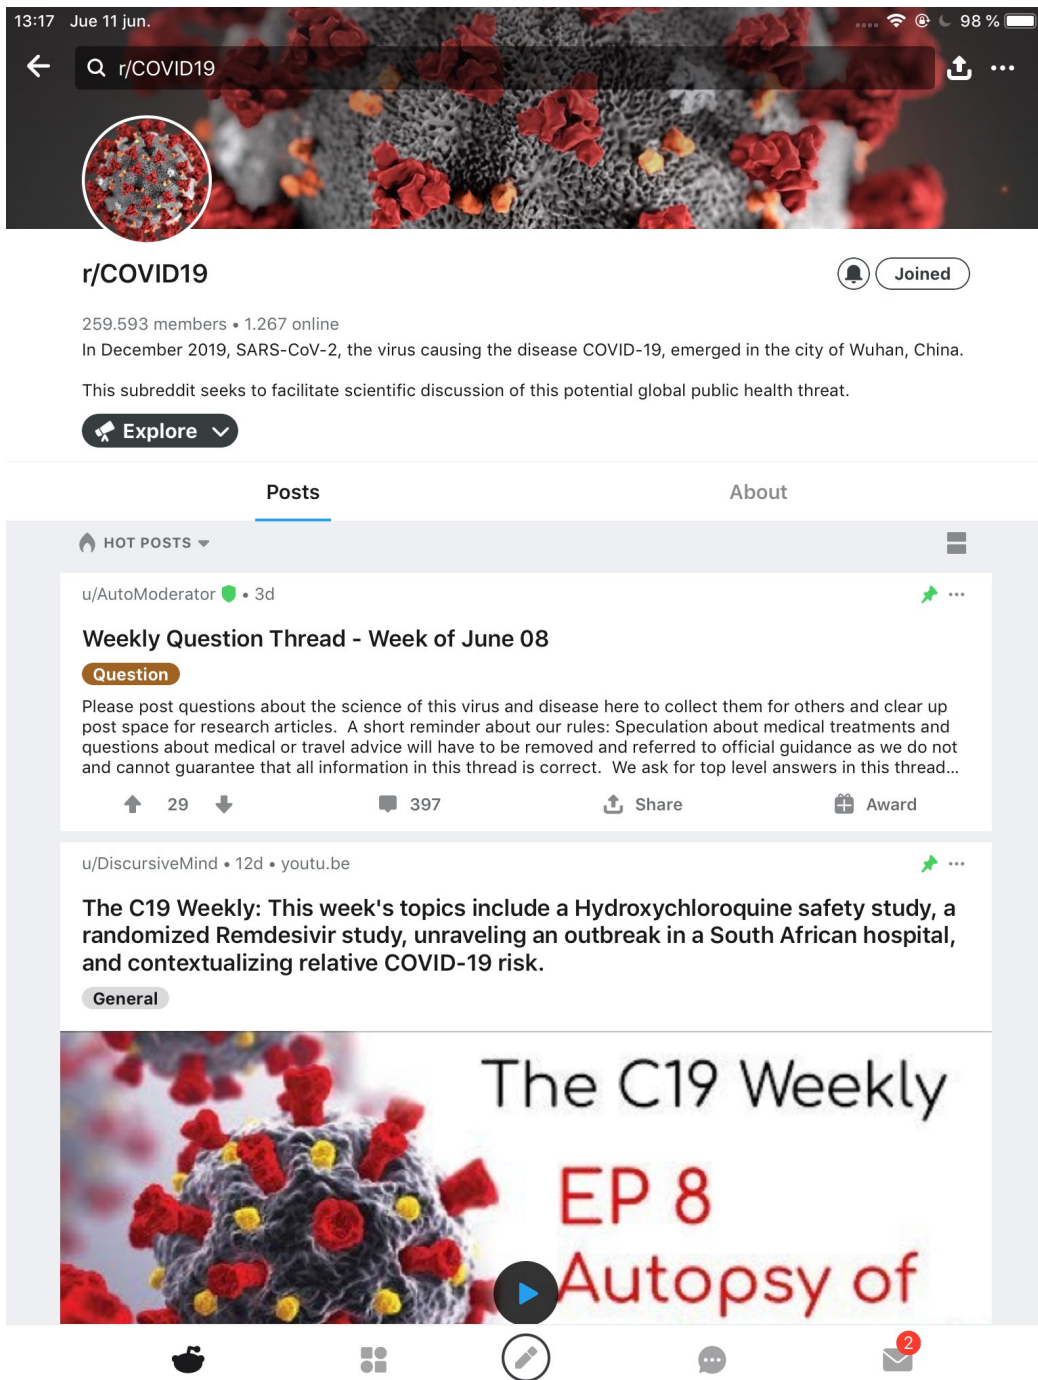 13:17 Jue 11 jun.
98 %
r/COVID19
r/COVID19
Joined
259.593 members • 1.267 online
In December 2019, SARS-CoV-2, the virus causing the disease COVID-19, emerged in the city of Wuhan, China.
This subreddit seeks to facilitate scientific discussion of this potential global public health threat.
Explore
Posts
About
HOT POSTS
u/AutoModerator • 3d
Weekly Question Thread - Week of June 08
Question
Please post questions about the science of this virus and disease here to collect them for others and clear up
post space for research articles.  A short reminder about our rules: Speculation about medical treatments and
questions about medical or travel advice will have to be removed and referred to official guidance as we do not
and cannot guarantee that all information in this thread is correct.  We ask for top level answers in this thread...
29
397
Share
Award
u/DiscursiveMind • 12d • youtu.be
The C19 Weekly: This week's topics include a Hydroxychloroquine safety study, a
randomized Remdesivir study, unraveling an outbreak in a South African hospital,
and contextualizing relative COVID-19 risk.
General
The C19 Weekly
EP 8
Autopsy of
2